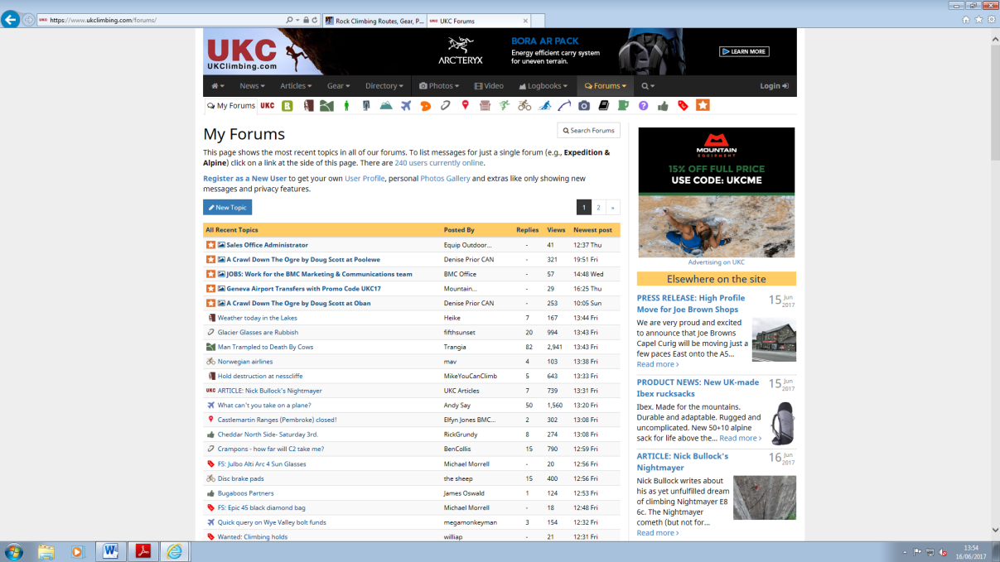 https://www.ukclimbing.com/forums/
Rock Climbing Routes, Gear, P...
UKC Forums
UKC
UKClimbing.com
ARC'TERYX
BORA AR PACK
Energy efficient carry system
for uneven terrain.
LEARN MORE
News
Articles
Gear
Directory
Photos
Video
Logbooks
Forums
Login
My Forums
UKC
My Forums
Search Forums
This page shows the most recent topics in all of our forums. To list messages for just a single forum (e.g., Expedition &
Alpine) click on a link at the side of this page. There are 240 users currently online.
Register as a New User to get your own User Profile, personal Photos Gallery and extras like only showing new
messages and privacy features.
New Topic
1 2 »
All Recent Topics Posted By Replies Views Newest post
Sales Office Administrator Equip Outdoor... - 41 12:37 Thu
A Crawl Down The Ogre by Doug Scott at Poolewe Denise Prior CAN - 321 19:51 Fri
JOBS: Work for the BMC Marketing & Communications team BMC Office - 57 14:48 Wed
Geneva Airport Transfers with Promo Code UKC17 Mountain... - 29 16:25 Thu
A Crawl Down The Ogre by Doug Scott at Oban Denise Prior CAN - 253 10:05 Sun
Weather today in the Lakes Heike 7 167 13:44 Fri
Glacier Glasses are Rubbish fifthsunset 20 994 13:43 Fri
Man Trampled to Death By Cows Trangia 82 2,941 13:43 Fri
Norwegian airlines mav 4 103 13:38 Fri
Hold destruction at nesscliffe MikeYouCanClimb 5 643 13:33 Fri
UKC ARTICLE: Nick Bullock's Nightmayer UKC Articles 7 739 13:31 Fri
What can't you take on a plane? Andy Say 50 1,560 13:20 Fri
Castlemartin Ranges (Pembroke) closed! Elfyn Jones BMC... 2 302 13:08 Fri
Cheddar North Side- Saturday 3rd. RickGrundy 8 274 13:08 Fri
Crampons - how far will C2 take me? BenCollis 15 790 12:59 Fri
FS: Julbo Alti Arc 4 Sun Glasses Michael Morrell - 20 12:56 Fri
Disc brake pads the sheep 15 400 12:56 Fri
Bugaboos Partners James Oswald 1 124 12:53 Fri
FS: Epic 45 black diamond bag Michael Morrell - 18 12:48 Fri
Quick query on Wye Valley bolt funds megamonkeyman 3 154 12:32 Fri
Wanted: Climbing holds williap - 21 12:31 Fri
MOUNTAIN
EQUIPMENT
15% OFF FULL PRICE
USE CODE: UKCME
Advertising on UKC
Elsewhere on the site
PRESS RELEASE: High Profile
Move for Joe Brown Shops
15 Jun
2017
We are very proud and excited
to announce that Joe Browns
Capel Curig will be moving just a
few paces East onto the A5...
Read more ›
PRODUCT NEWS: New UK-made
Ibex rucksacks
15 Jun
2017
Ibex. Made for the mountains.
Durable and adaptable. Rugged and
uncomplicated. New 50+10 alpine
sack for life above the... Read more ›
ARTICLE: Nick Bullock's
Nightmayer
16 Jun
2017
Nick Bullock writes about
his as yet unfulfilled dream
of climbing Nightmayer E8
6c. The Nightmayer
cometh (but not for...
Read more ›
13:54
16/06/2017